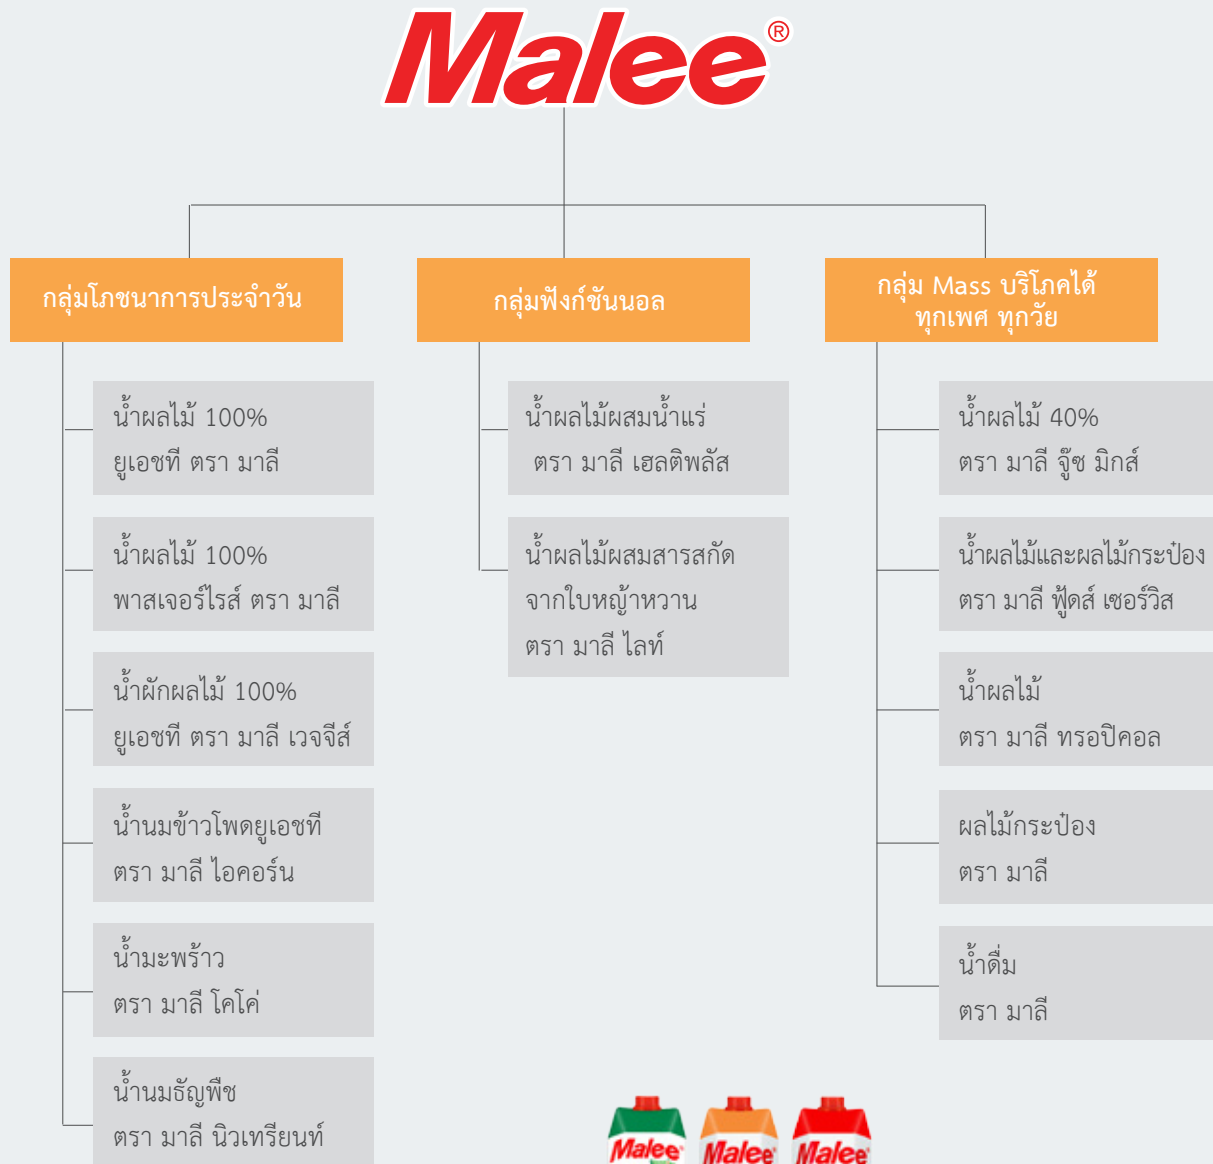 Malee®
กลุ่มโภชนาการประจำวัน
น้ำผลไม้ 100%
ยูเอชที ตรา มาลี
น้ำผลไม้ 100%
พาสเจอร์ไรส์ ตรา มาลี
น้ำผักผลไม้ 100%
ยูเอชที ตรา มาลี เวจจีส์
น้ำนมข้าวโพดยูเอชที
ตรา มาลี ไอคอร์น
น้ำมะพร้าว
ตรา มาลี โคโค่
น้ำนมธัญพืช
ตรา มาลี นิวเทรียนท์
กลุ่มฟังก์ชันนอล
น้ำผลไม้ผสมน้ำแร่
ตรา มาลี เฮลติพลัส
น้ำผลไม้ผสมสารสกัด
จากใบหญ้าหวาน
ตรา มาลี ไลท์
กลุ่ม Mass บริโภคได้
ทุกเพศ ทุกวัย
น้ำผลไม้ 40%
ตรา มาลี จู๊ซ มิกส์
น้ำผลไม้และผลไม้กระป๋อง
ตรา มาลี ฟู้ดส์ เซอร์วิส
น้ำผลไม้
ตรา มาลี ทรอปิคอล
ผลไม้กระป๋อง
ตรา มาลี
น้ำดื่ม
ตรา มาลี
Malee
Malee
Malee